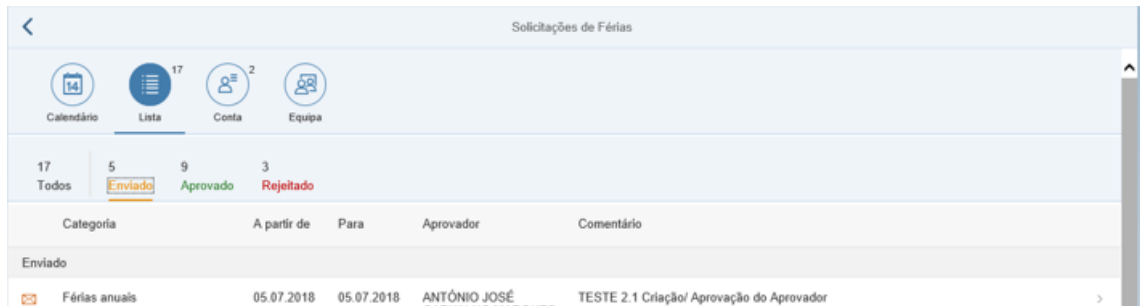 Solicitações de Férias
14 17 2
Calendário Lista Conta Equipa
17 5 9 3
Todos Enviado Aprovado Rejeitado
Categoria A partir de Para Aprovador Comentário
Enviado
Férias anuais 05.07.2018 05.07.2018 ANTÓNIO JOSÉ TESTE 2.1 Criação/ Aprovação do Aprovador